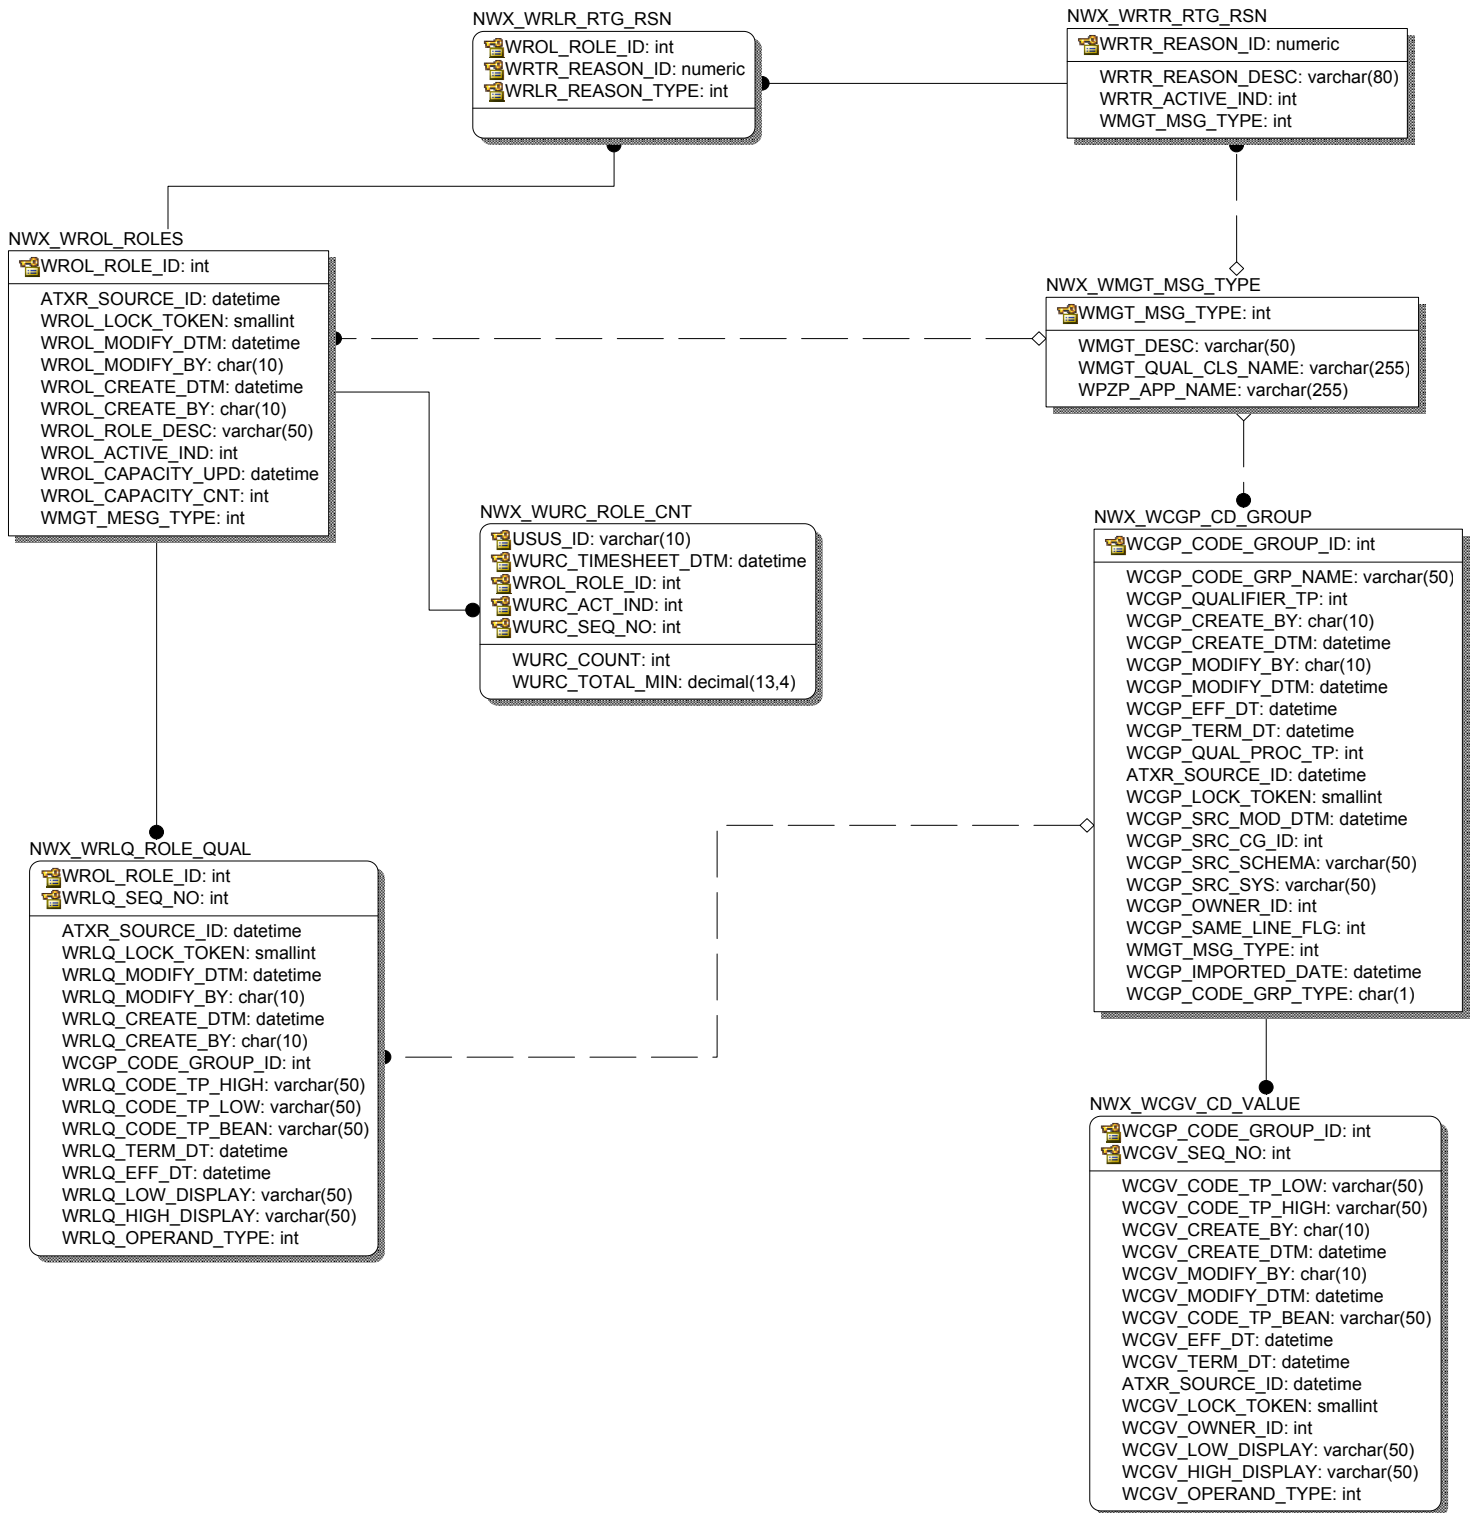 NWX_WRLR_RTG_RSN
WROL_ROLE_ID: int
WRTR_REASON_ID: numeric
WRLR_REASON_TYPE: int
NWX_WRTR_RTG_RSN
WRTR_REASON_ID: numeric
WRTR_REASON_DESC: varchar(80)
WRTR_ACTIVE_IND: int
WMGT_MSG_TYPE: int
NWX_WROL_ROLES
WROL_ROLE_ID: int
ATXR_SOURCE_ID: datetime
WROL_LOCK_TOKEN: smallint
WROL_MODIFY_DTM: datetime
WROL_MODIFY_BY: char(10)
WROL_CREATE_DTM: datetime
WROL_CREATE_BY: char(10)
WROL_ROLE_DESC: varchar(50)
WROL_ACTIVE_IND: int
WROL_CAPACITY_UPD: datetime
WROL_CAPACITY_CNT: int
WMGT_MESG_TYPE: int
NWX_WMGT_MSG_TYPE
WMGT_MSG_TYPE: int
WMGT_DESC: varchar(50)
WMGT_QUAL_CLS_NAME: varchar(255)
WPZP_APP_NAME: varchar(255)
NWX_WURC_ROLE_CNT
USUS_ID: varchar(10)
WURC_TIMESHEET_DTM: datetime
WROL_ROLE_ID: int
WURC_ACT_IND: int
WURC_SEQ_NO: int
WURC_COUNT: int
WURC_TOTAL_MIN: decimal(13,4)
NWX_WCGP_CD_GROUP
WCGP_CODE_GROUP_ID: int
WCGP_CODE_GRP_NAME: varchar(50)
WCGP_QUALIFIER_TP: int
WCGP_CREATE_BY: char(10)
WCGP_CREATE_DTM: datetime
WCGP_MODIFY_BY: char(10)
WCGP_MODIFY_DTM: datetime
WCGP_EFF_DT: datetime
WCGP_TERM_DT: datetime
WCGP_QUAL_PROC_TP: int
ATXR_SOURCE_ID: datetime
WCGP_LOCK_TOKEN: smallint
WCGP_SRC_MOD_DTM: datetime
WCGP_SRC_CG_ID: int
WCGP_SRC_SCHEMA: varchar(50)
WCGP_SRC_SYS: varchar(50)
WCGP_OWNER_ID: int
WCGP_SAME_LINE_FLG: int
WMGT_MSG_TYPE: int
WCGP_IMPORTED_DATE: datetime
WCGP_CODE_GRP_TYPE: char(1)
NWX_WRLQ_ROLE_QUAL
WROL_ROLE_ID: int
WRLQ_SEQ_NO: int
ATXR_SOURCE_ID: datetime
WRLQ_LOCK_TOKEN: smallint
WRLQ_MODIFY_DTM: datetime
WRLQ_MODIFY_BY: char(10)
WRLQ_CREATE_DTM: datetime
WRLQ_CREATE_BY: char(10)
WCGP_CODE_GROUP_ID: int
WRLQ_CODE_TP_HIGH: varchar(50)
WRLQ_CODE_TP_LOW: varchar(50)
WRLQ_CODE_TP_BEAN: varchar(50)
WRLQ_TERM_DT: datetime
WRLQ_EFF_DT: datetime
WRLQ_LOW_DISPLAY: varchar(50)
WRLQ_HIGH_DISPLAY: varchar(50)
WRLQ_OPERAND_TYPE: int
NWX_WCGV_CD_VALUE
WCGP_CODE_GROUP_ID: int
WCGV_SEQ_NO: int
WCGV_CODE_TP_LOW: varchar(50)
WCGV_CODE_TP_HIGH: varchar(50)
WCGV_CREATE_BY: char(10)
WCGV_CREATE_DTM: datetime
WCGV_MODIFY_BY: char(10)
WCGV_MODIFY_DTM: datetime
WCGV_CODE_TP_BEAN: varchar(50)
WCGV_EFF_DT: datetime
WCGV_TERM_DT: datetime
ATXR_SOURCE_ID: datetime
WCGV_LOCK_TOKEN: smallint
WCGV_OWNER_ID: int
WCGV_LOW_DISPLAY: varchar(50)
WCGV_HIGH_DISPLAY: varchar(50)
WCGV_OPERAND_TYPE: int